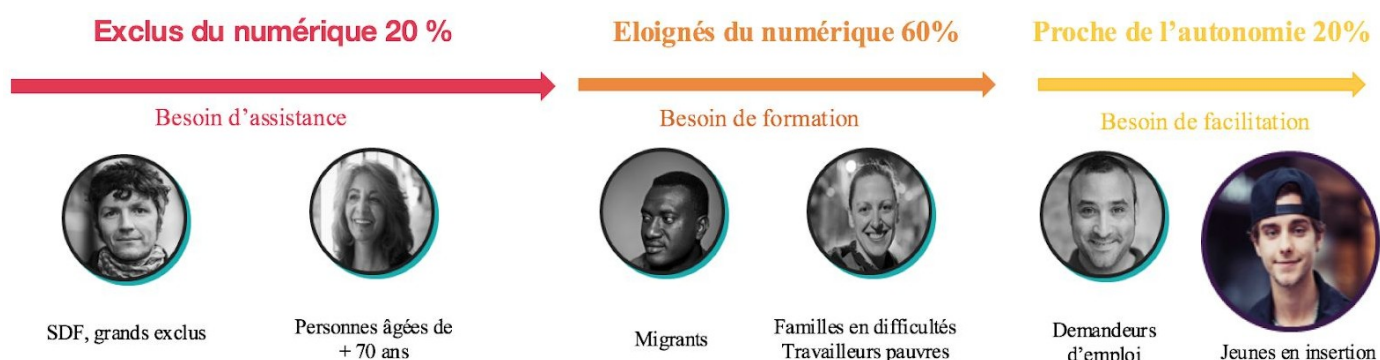 Exclus du numérique 20 %
Eloignés du numérique 60%
Proche de l’autonomie 20%
Besoin d’assistance
Besoin de formation
Besoin de facilitation
SDF, grands exclus
Personnes âgées de
+ 70 ans
Migrants
Familles en difficultés
Travailleurs pauvres
Demandeurs
d’emploi
Jeunes en insertion